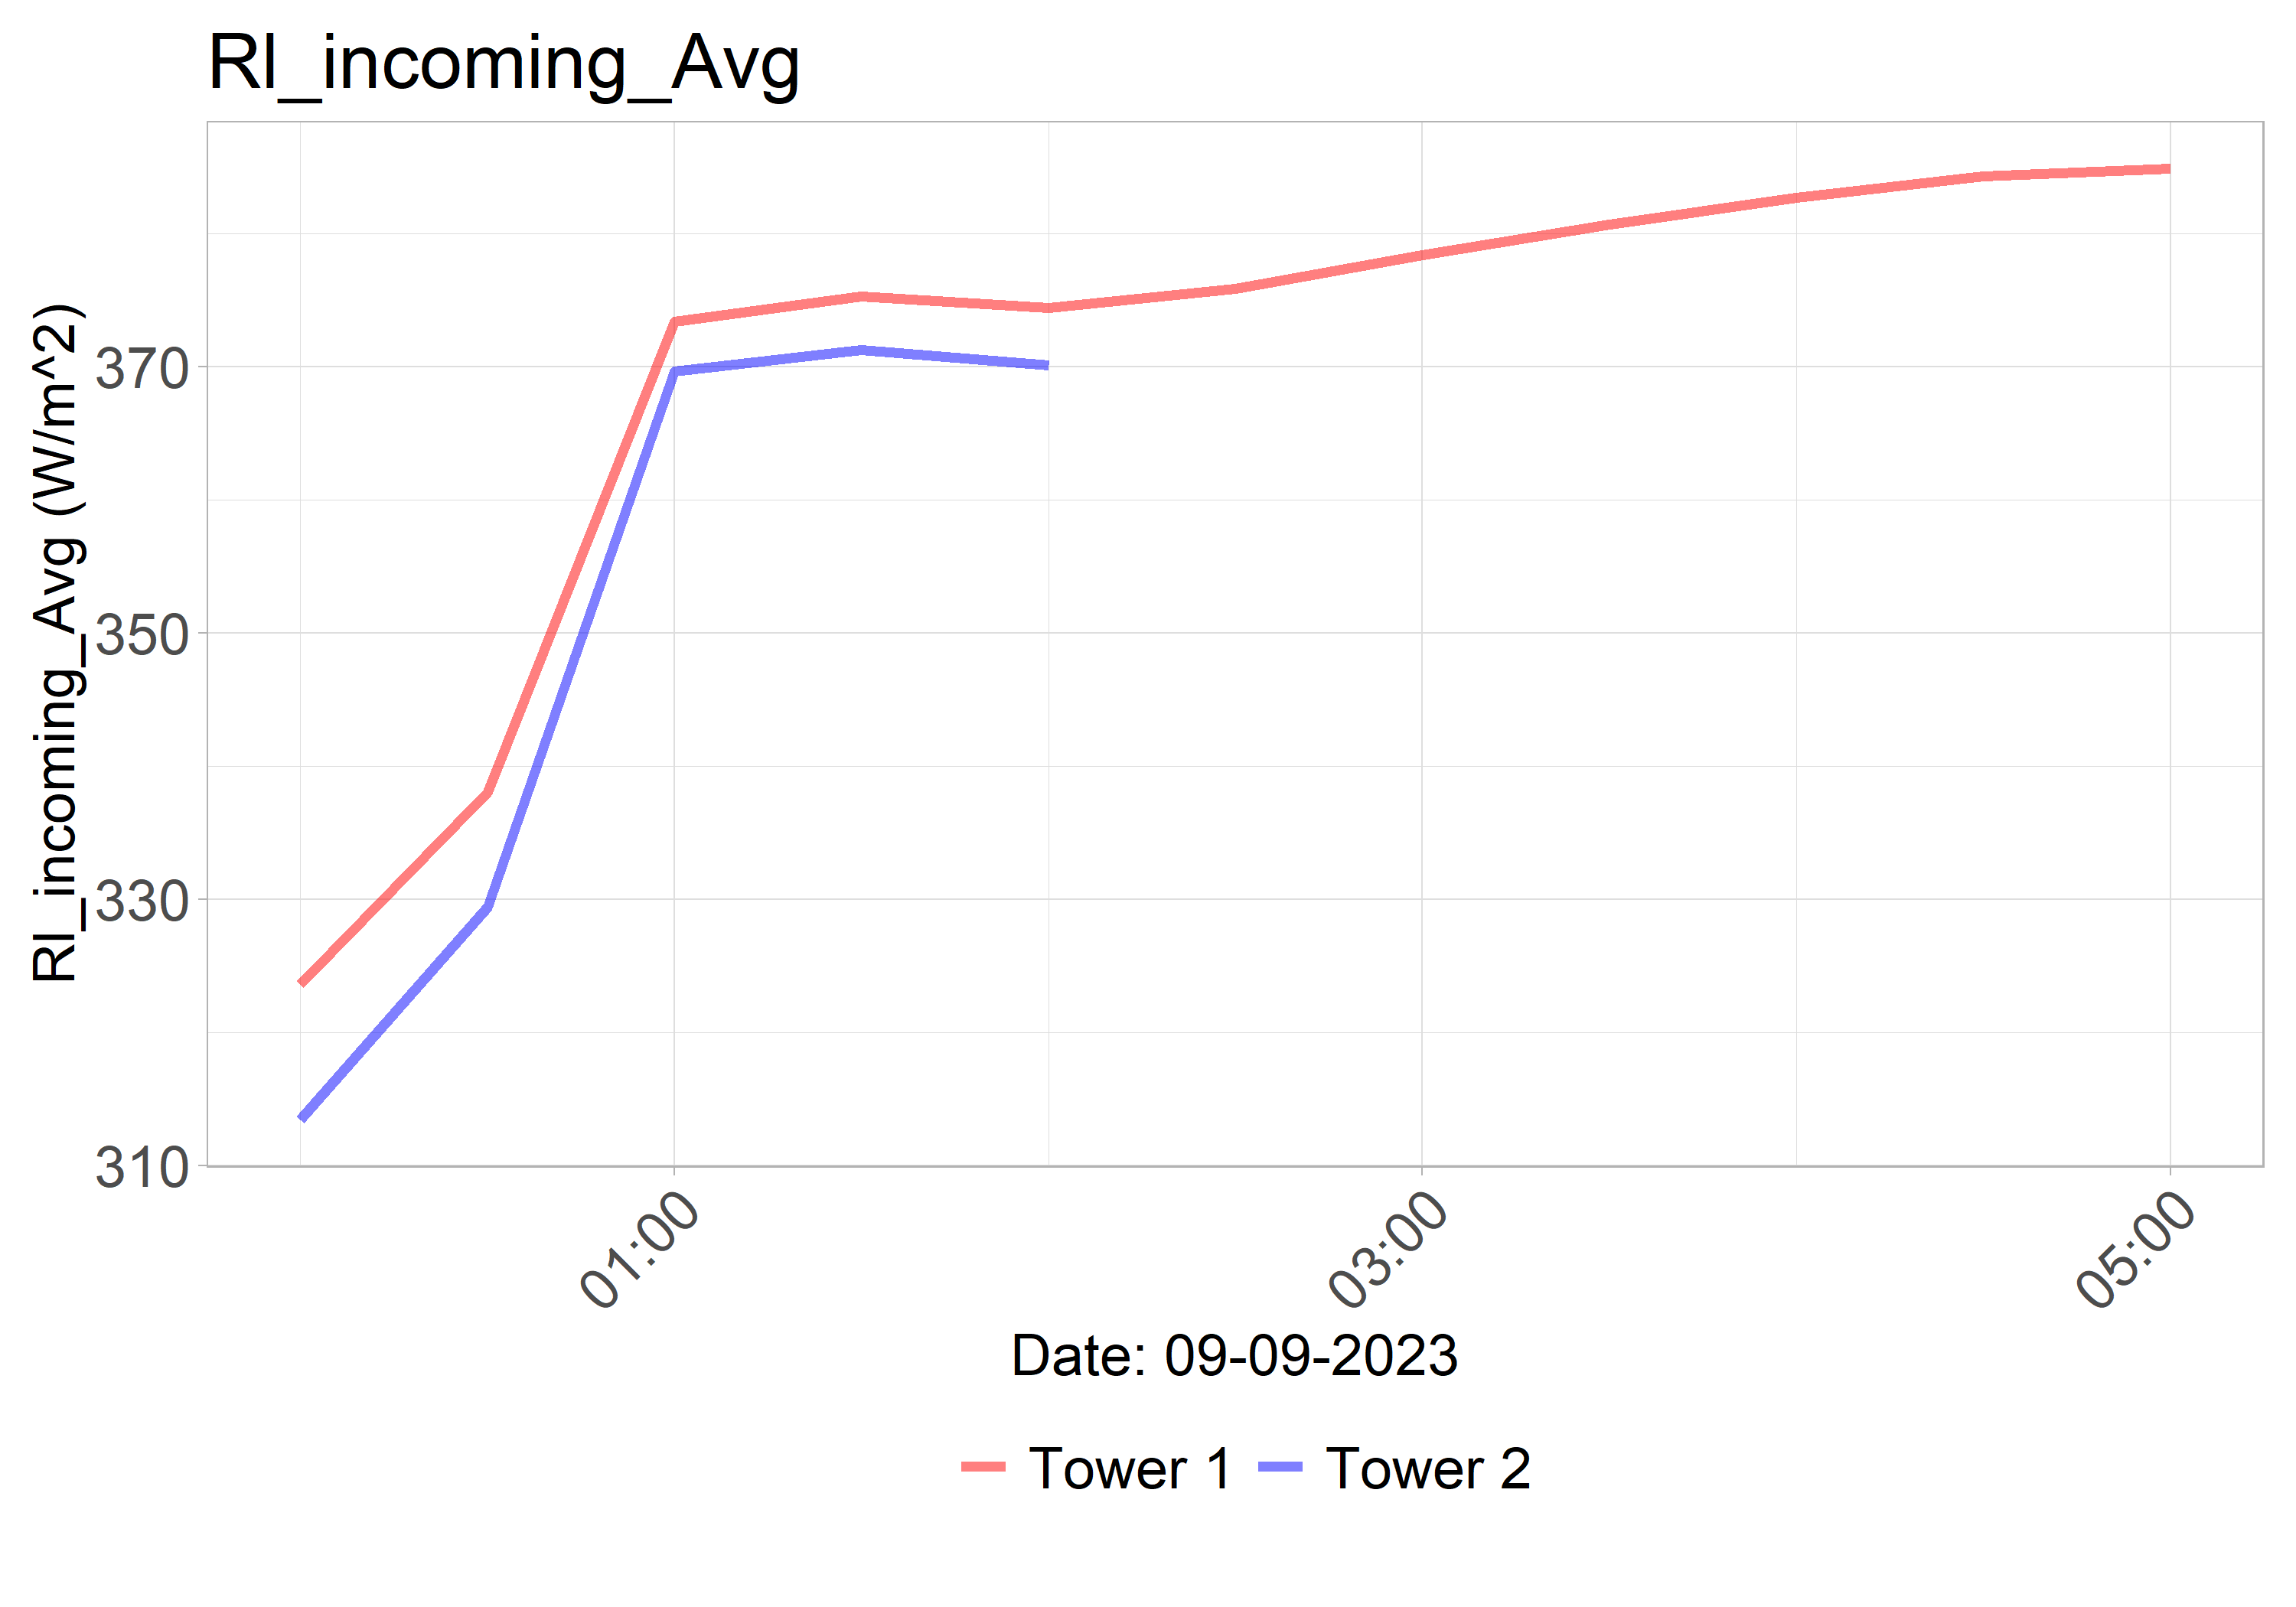 Rl_incoming_Avg
Rl_incoming_Avg (W/m^2)
370
350
330
310
01:00
03:00
05:00
Date: 09-09-2023
Tower 1
Tower 2